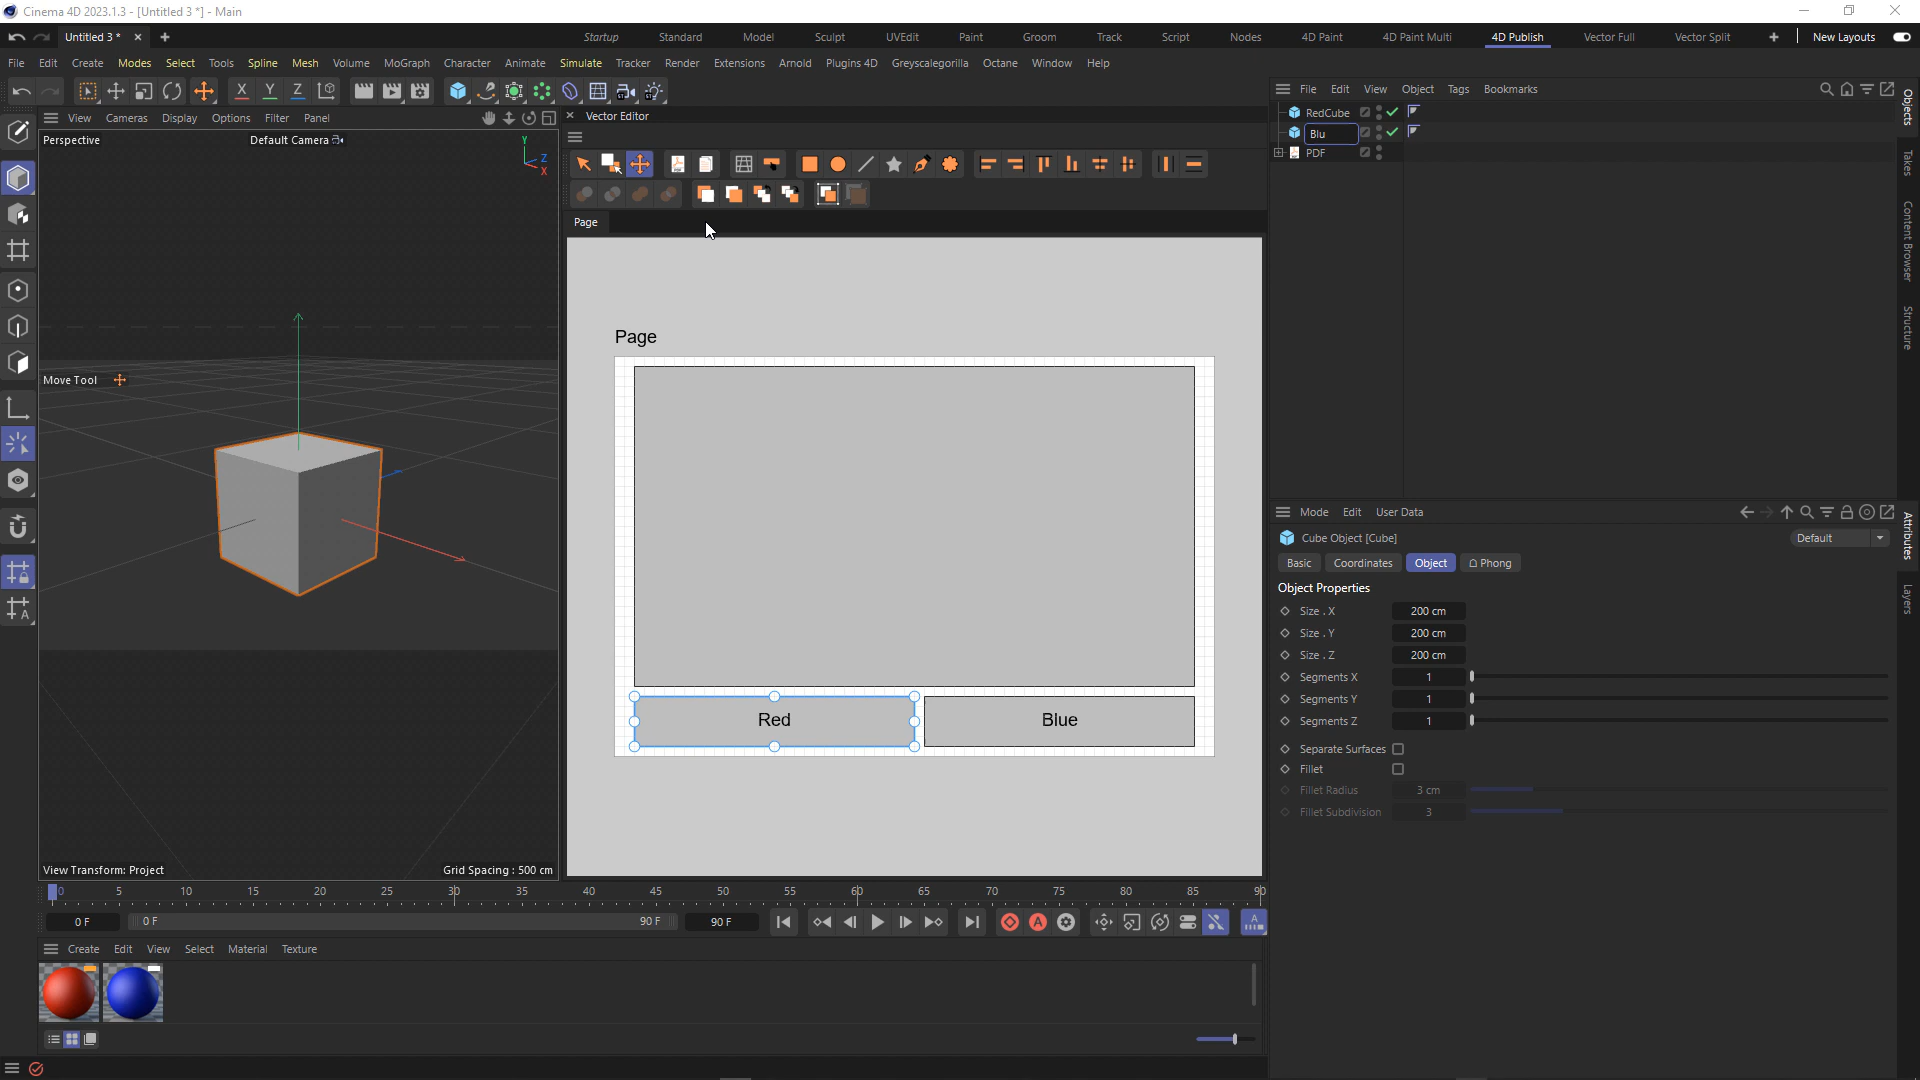 Cinema 4D 2023.1.3 - [Untitled 3 *] - Main
Untitled 3 *
Startup Standard Model Sculpt UVEdit Paint Groom Track Script Nodes 4D Paint 4D Paint Multi 4D Publish Vector Full Vector Split New Layouts
File Edit Create Modes Select Tools Spline Mesh Volume MoGraph Character Animate Simulate Tracker Render Extensions Arnold Plugins 4D Greyscalegorilla Octane Window Help
X Y Z
File Edit View Object Tags Bookmarks
View Cameras Display Options Filter Panel
Vector Editor
Perspective
Default Camera
Y
Z
X
RedCube
Blu
PDF
Objects
Takes
Content Browser
Structure
Page
Page
Move Tool
Red
Blue
View Transform: Project
Grid Spacing : 500 cm
Mode Edit User Data
Cube Object [Cube]
Default
Basic Coordinates Object Phong
Object Properties
Size . X 200 cm
Size . Y 200 cm
Size . Z 200 cm
Segments X 1
Segments Y 1
Segments Z 1
Separate Surfaces
Fillet
Fillet Radius 3 cm
Fillet Subdivision 3
Attributes
Layers
0 5 10 15 20 25 30 35 40 45 50 55 60 65 70 75 80 85 90
0 F 0 F 90 F 90 F
A
A
Create Edit View Select Material Texture